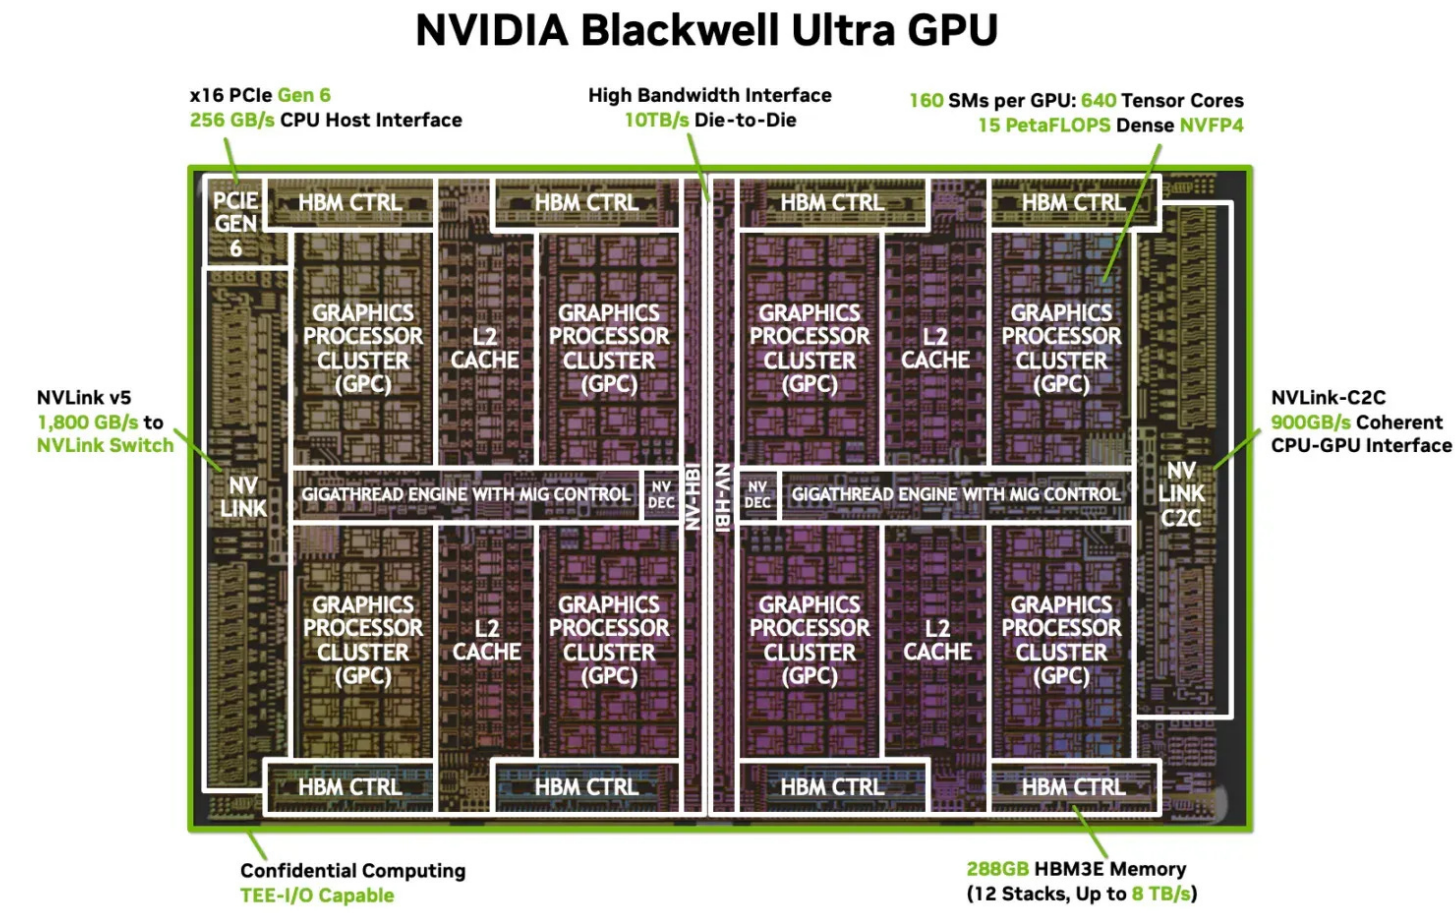 NVIDIA Blackwell Ultra GPU
x16 PCIe Gen 6
256 GB/s CPU Host Interface
High Bandwidth Interface
10TB/s Die-to-Die
160 SMs per GPU: 640 Tensor Cores
15 PetaFLOPS Dense NVFP4
PCIE
GEN
6
HBM CTRL
HBM CTRL
HBM CTRL
HBM CTRL
GRAPHICS
PROCESSOR
CLUSTER
(GPC)
L2
CACHE
GRAPHICS
PROCESSOR
CLUSTER
(GPC)
GRAPHICS
PROCESSOR
CLUSTER
(GPC)
L2
CACHE
GRAPHICS
PROCESSOR
CLUSTER
(GPC)
NVLink v5
1,800 GB/s to
NVLink Switch
NVLink-C2C
900GB/s Coherent
CPU-GPU Interface
NV
LINK
GIGATHREAD ENGINE WITH MIG CONTROL
NV
DEC
NV-HBI
NV-HBI
NV
DEC
GIGATHREAD ENGINE WITH MIG CONTROL
NV
LINK
C2C
GRAPHICS
PROCESSOR
CLUSTER
(GPC)
L2
CACHE
GRAPHICS
PROCESSOR
CLUSTER
(GPC)
GRAPHICS
PROCESSOR
CLUSTER
(GPC)
L2
CACHE
GRAPHICS
PROCESSOR
CLUSTER
(GPC)
HBM CTRL
HBM CTRL
HBM CTRL
HBM CTRL
Confidential Computing
TEE-I/O Capable
288GB HBM3E Memory
(12 Stacks, Up to 8 TB/s)